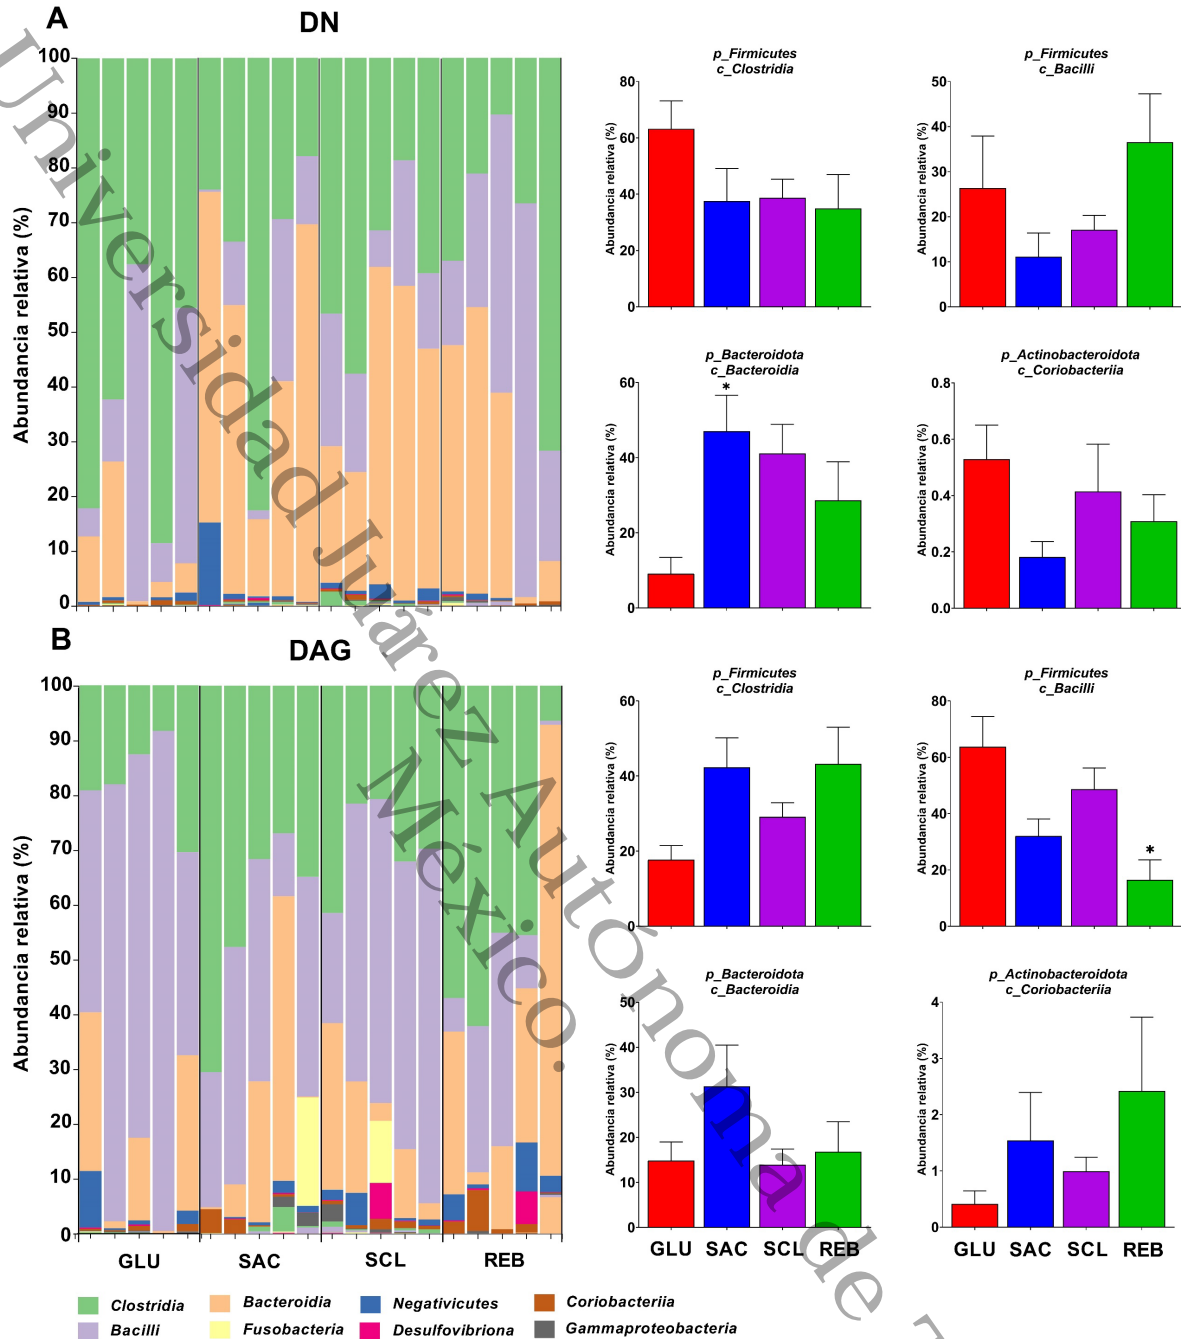 A
DN
Abundancia relativa (%)
100
90
80
70
60
50
40
30
20
10
0
p_Firmicutes
c_Clostridia
Abundancia relativa (%)
80
60
40
20
0
p_Firmicutes
c_Bacilli
Abundancia relativa (%)
50
40
30
20
10
0
p_Bacteroidota
c_Bacteroidia
Abundancia relativa (%)
60
40
20
0
*
p_Actinobacteroidota
c_Coriobacteriia
Abundancia relativa (%)
0.8
0.6
0.4
0.2
0.0
B
DAG
Abundancia relativa (%)
100
90
80
70
60
50
40
30
20
10
0
GLU SAC SCL REB
p_Firmicutes
c_Clostridia
Abundancia relativa (%)
60
40
20
0
p_Firmicutes
c_Bacilli
Abundancia relativa (%)
80
60
40
20
0
*
p_Bacteroidota
c_Bacteroidia
Abundancia relativa (%)
50
40
30
20
10
0
GLU SAC SCL REB
p_Actinobacteroidota
c_Coriobacteriia
Abundancia relativa (%)
4
3
2
1
0
GLU SAC SCL REB
Clostridia Bacteroidia Negativicutes Coriobacteriia
Bacilli Fusobacteria Desulfovibriona Gammaproteobacteria
Universidad Juárez Autónoma de
México.